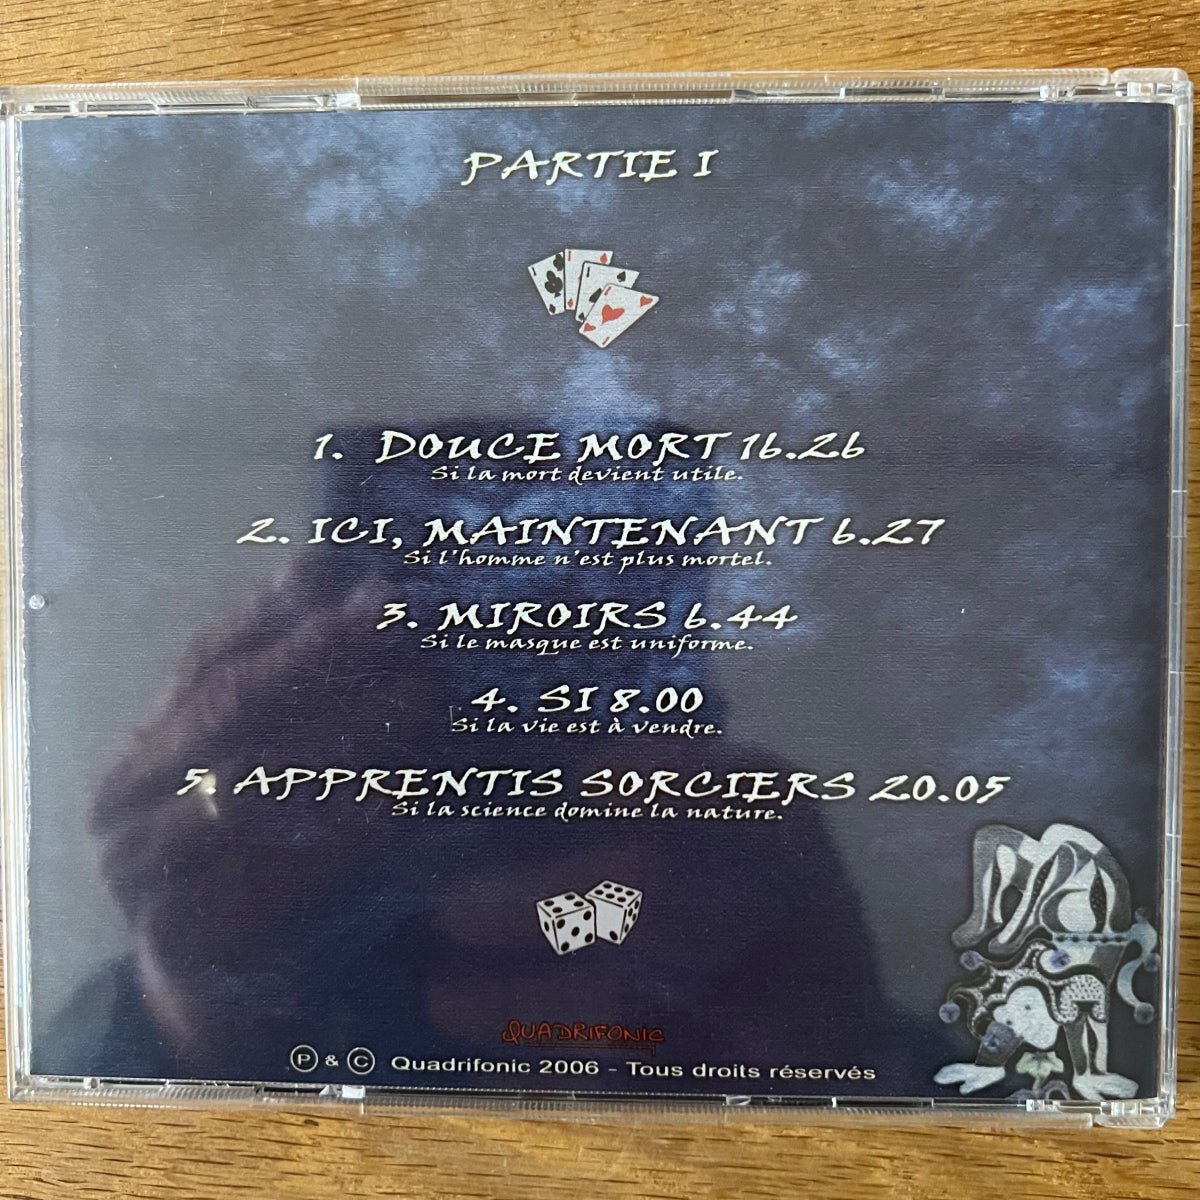 PARTIE I
1. DOUCE MORT 16.26
Si la mort devient utile.
2. ICI, MAINTENANT 6.27
Si l'homme n'est plus mortel.
3. MIROIRS 6.44
Si le masque est uniforme.
4. SI 8.00
Si la vie est à vendre.
5. APPRENTIS SORCIERS 20.05
Si la science domine la nature.
QUADRIFONIC
Ⓟ & © Quadrifonic 2006 - Tous droits réservés